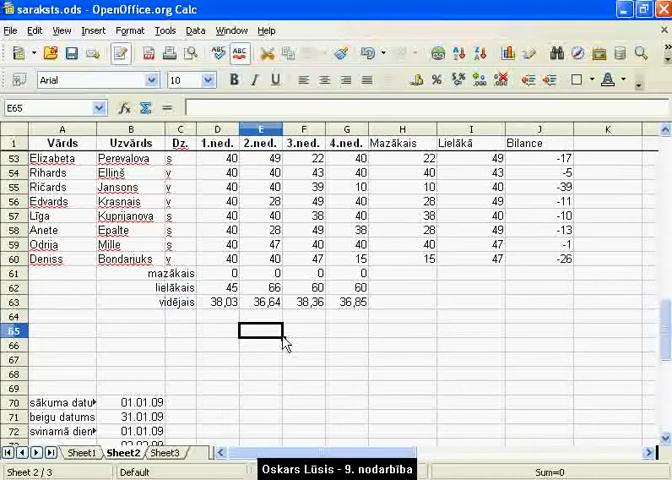 saraksts.ods - OpenOffice.org Calc
File Edit View Insert Format Tools Data Window Help
Arial 10
E65
A B C D E F G H I J K
1 Vārds Uzvārds Dz. 1.ned. 2.ned. 3.ned. 4.ned. Mazākais Lielākā Bilance
53 Elizabeta Perevalova s 40 49 22 40 22 49 -17
54 Rihards Elliņš v 40 40 43 40 40 43 -5
55 Ričards Jansons v 40 40 39 10 10 40 -39
56 Edvards Krasnais v 40 28 49 40 28 49 -11
57 Līga Kuprijanova s 40 40 38 40 38 40 -10
58 Anete Epalte s 40 28 49 38 28 49 -13
59 Odrija Mille s 40 47 40 40 40 47 -1
60 Deniss Bondarjuks v 40 40 47 15 15 47 -26
61 mazākais 0 0 0 0
62 lielākais 45 66 60 60
63 vidējais 38,03 36,64 38,36 36,85
64
65
66
67
68
69
70 sākuma datu 01.01.09
71 beigu datums 31.01.09
72 svinamā dien 01.01.09
Sheet1 Sheet2 Sheet3
Sheet 2 / 3 Default Sum=0
Oskars Lūsis - 9. nodarbība